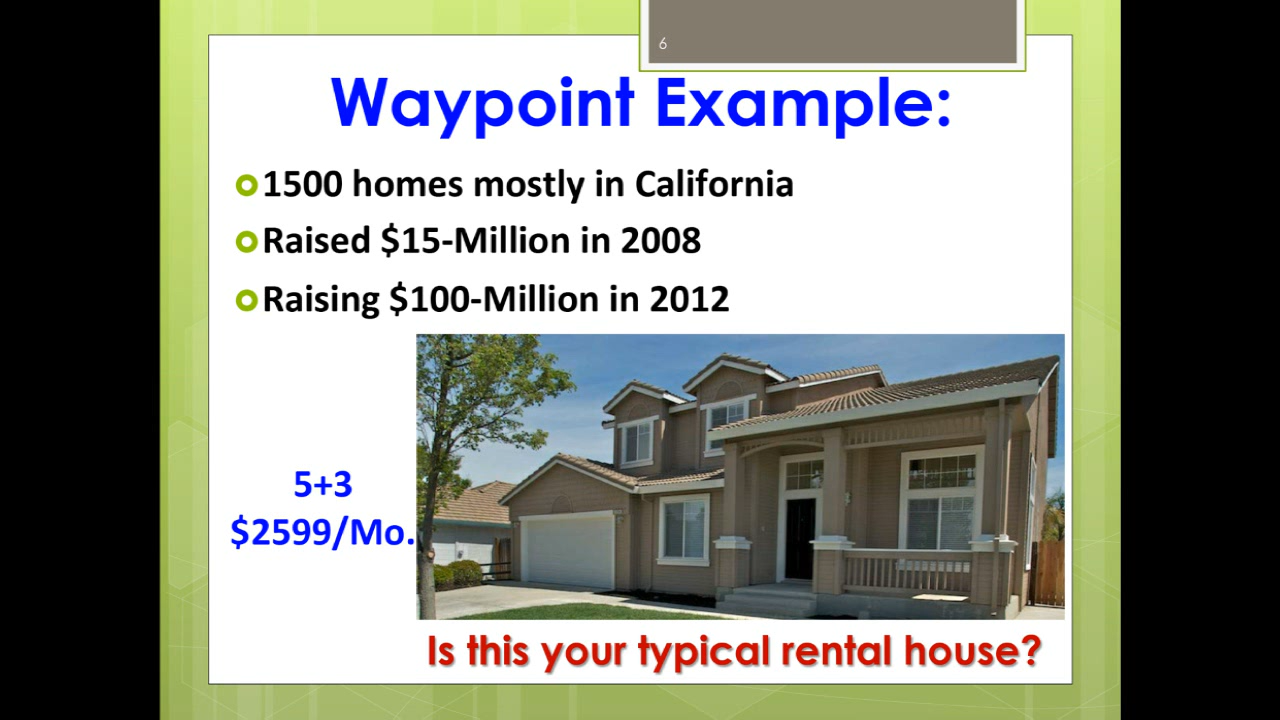 6
Waypoint Example:
1500 homes mostly in California
Raised $15-Million in 2008
Raising $100-Million in 2012
5+3
$2599/Mo.
Is this your typical rental house?